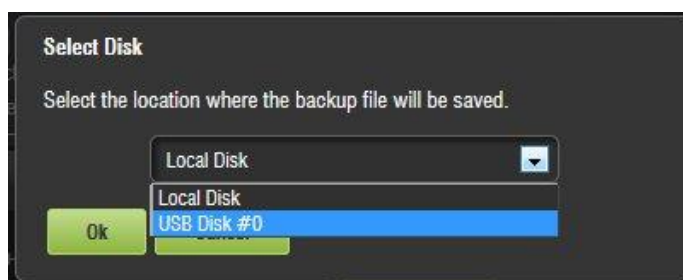 Select Disk
Select the location where the backup file will be saved.
Local Disk
Local Disk
USB Disk #0
Ok